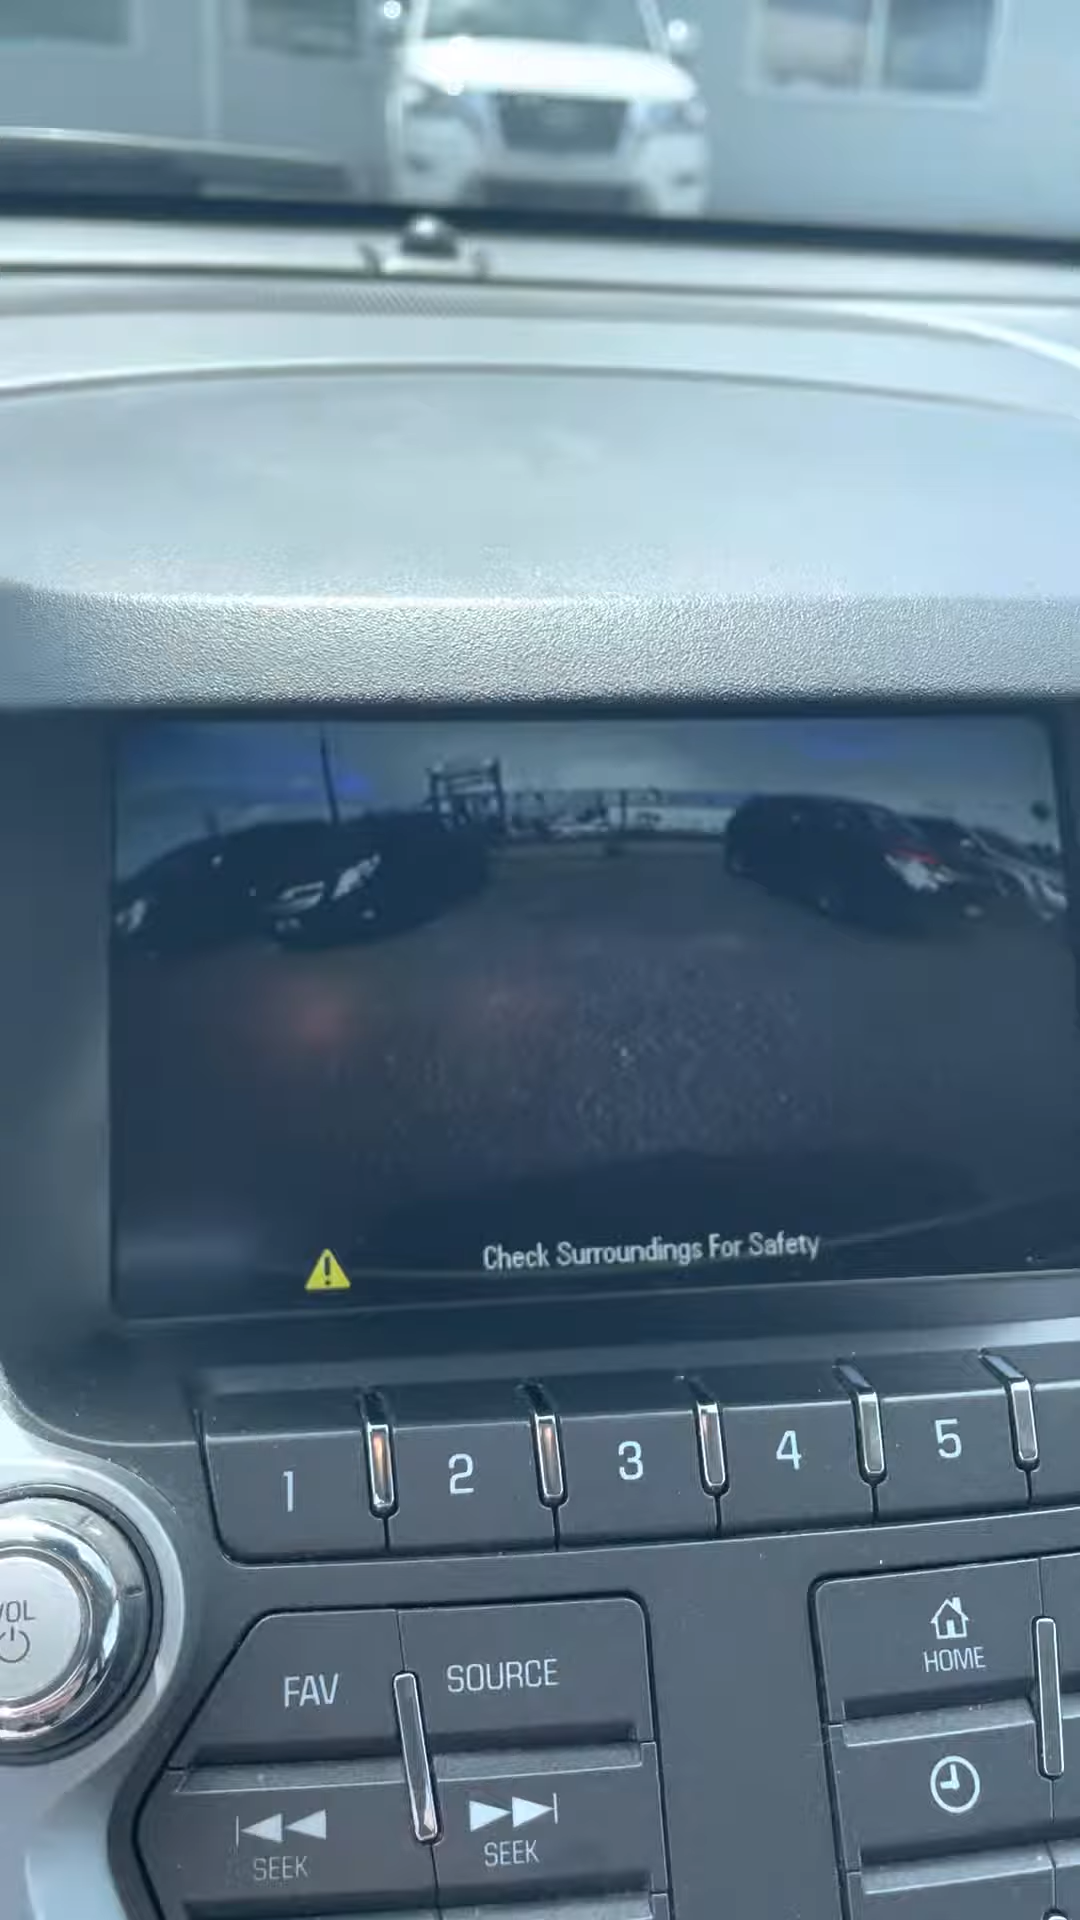 Check Surroundings For Safety
1
2
3
4
5
VOL
FAV
SOURCE
HOME
SEEK
SEEK